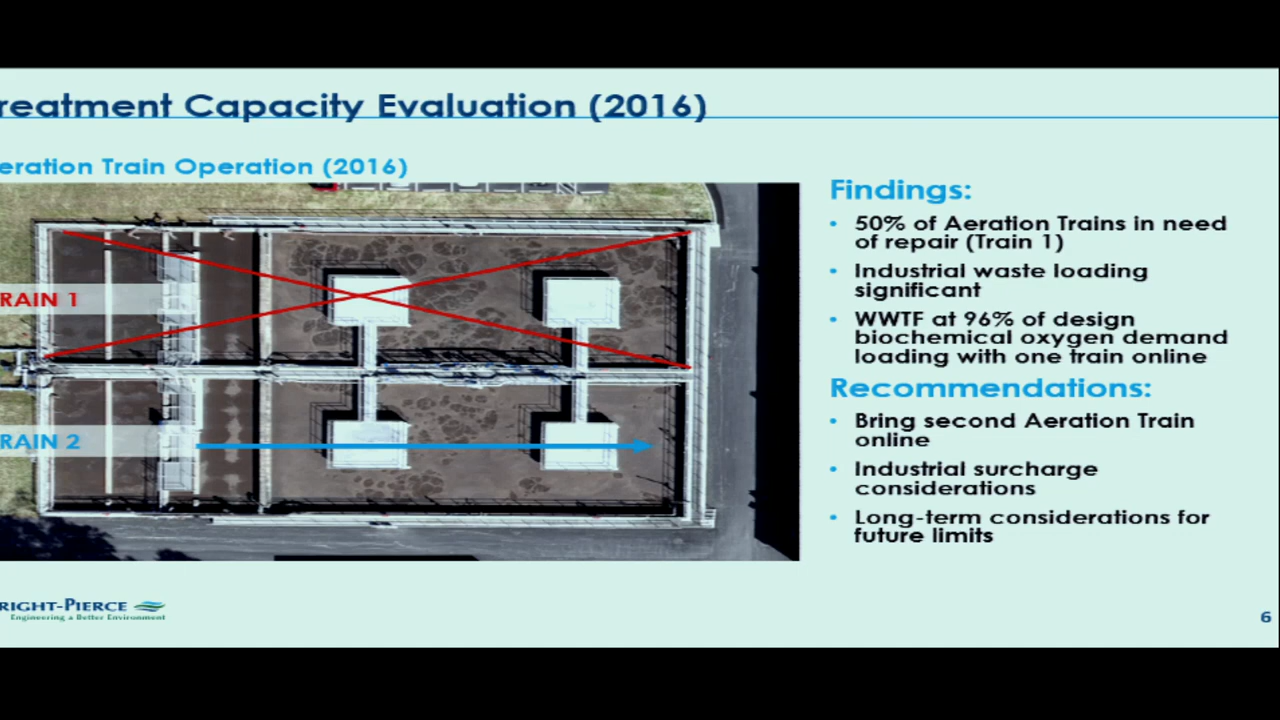 reatment Capacity Evaluation (2016)
eration Train Operation (2016)
RAIN 1
RAIN 2
Findings:
• 50% of Aeration Trains in need
of repair (Train 1)
• Industrial waste loading
significant
• WWTF at 96% of design
biochemical oxygen demand
loading with one train online
Recommendations:
• Bring second Aeration Train
online
• Industrial surcharge
considerations
• Long-term considerations for
future limits
RIGHT-PIERCE
Engineering a Better Environment
6